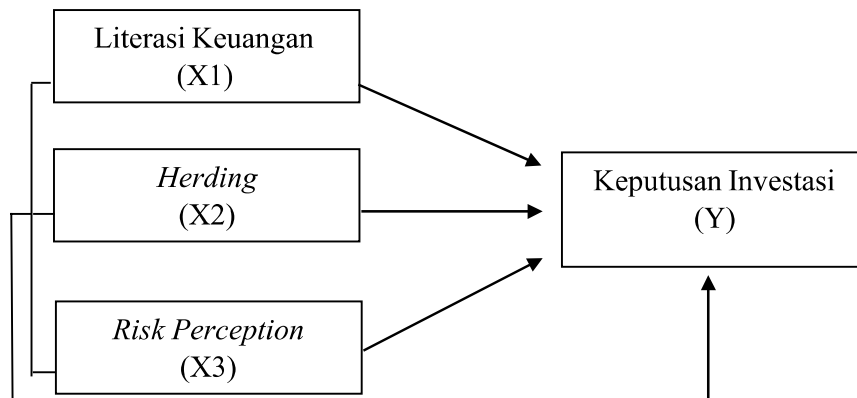 Literasi Keuangan
(X1)
Herding
(X2)
Risk Perception
(X3)
Keputusan Investasi
(Y)